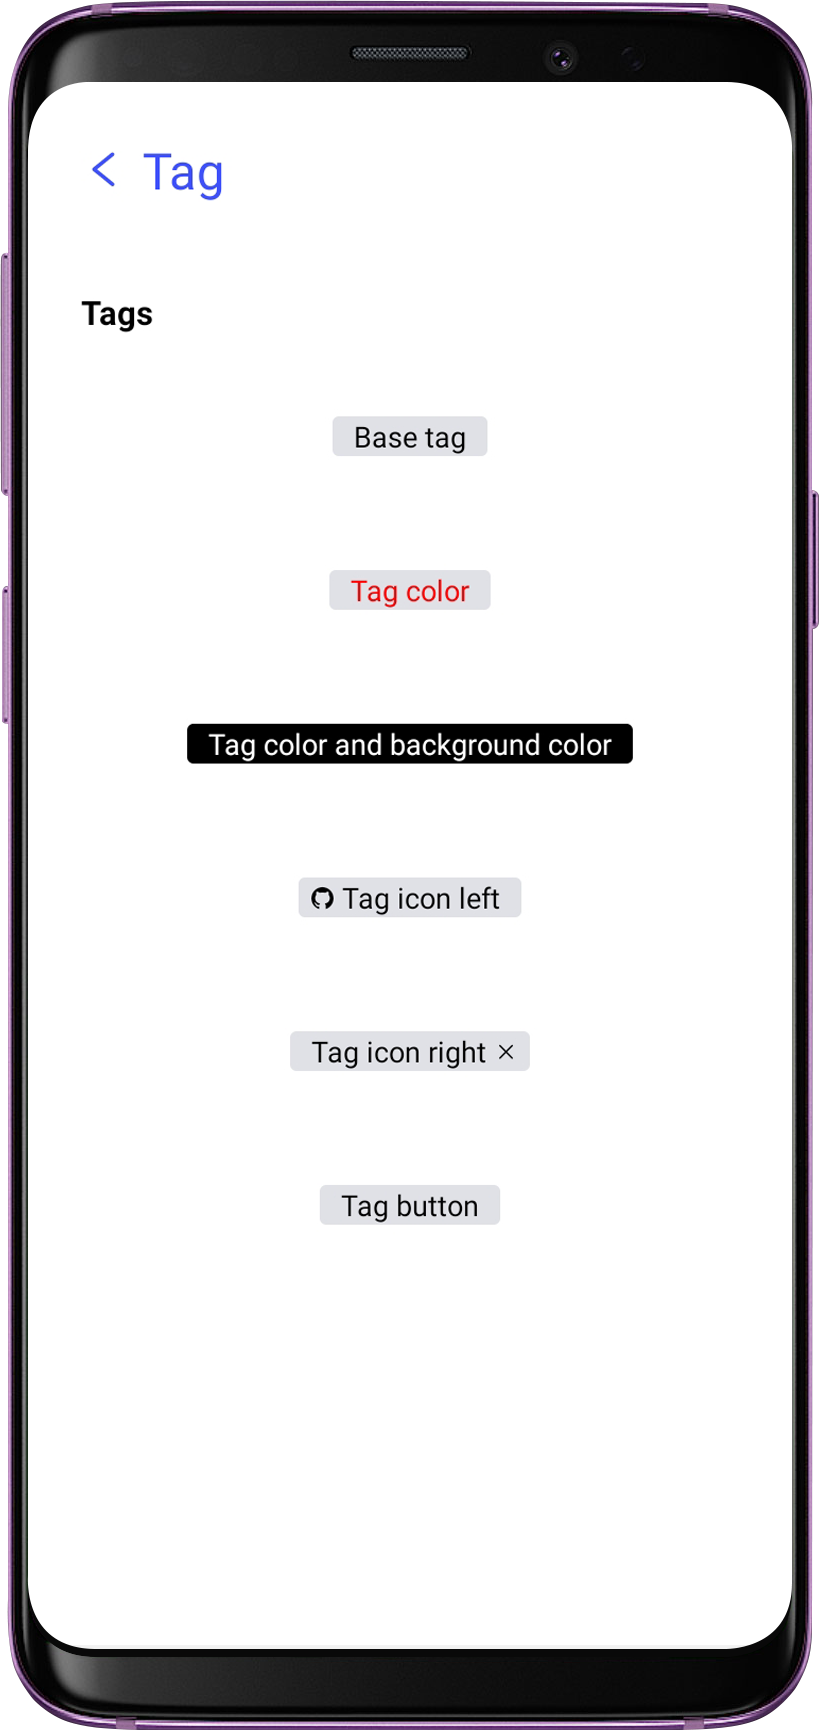 Tag
Tags
Base tag
Tag color
Tag color and background color
Tag icon left
Tag icon right
Tag button